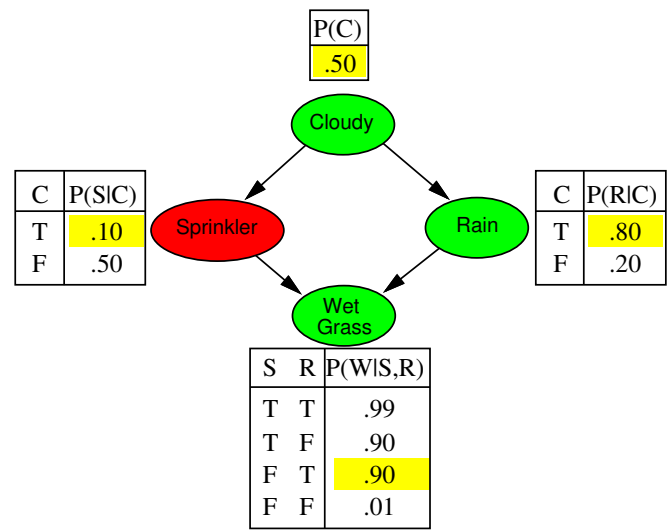 P(C)
.50
Cloudy
C P(S|C)
T .10
F .50
Sprinkler
Rain
C P(R|C)
T .80
F .20
Wet
Grass
S R P(W|S,R)
T T .99
T F .90
F T .90
F F .01